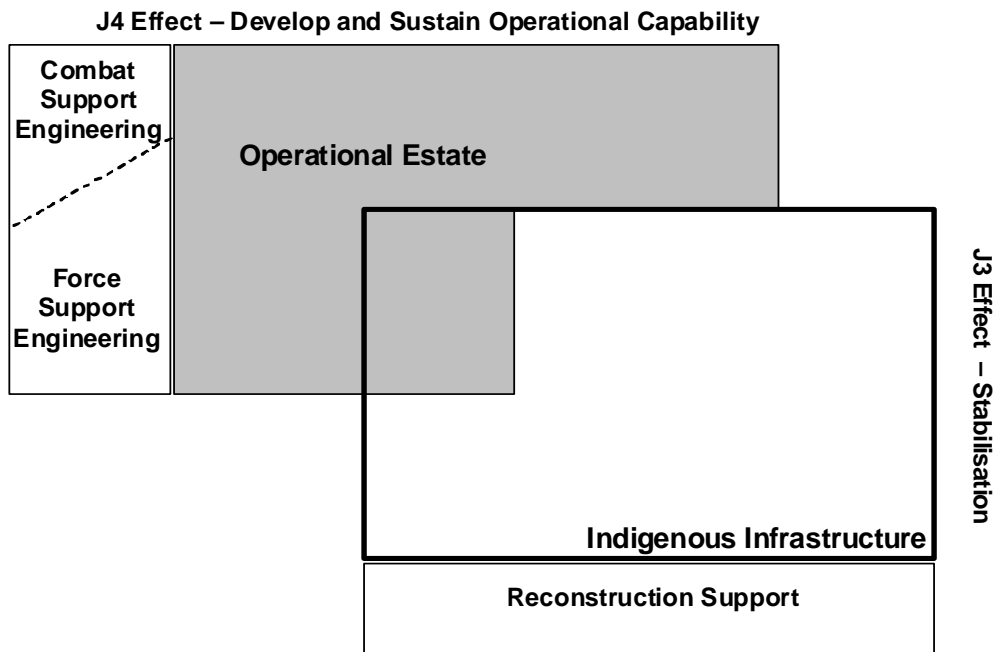 J4 Effect – Develop and Sustain Operational Capability
Combat
Support
Engineering
Operational Estate
Force
Support
Engineering
J3 Effect – Stabilisation
Indigenous Infrastructure
Reconstruction Support